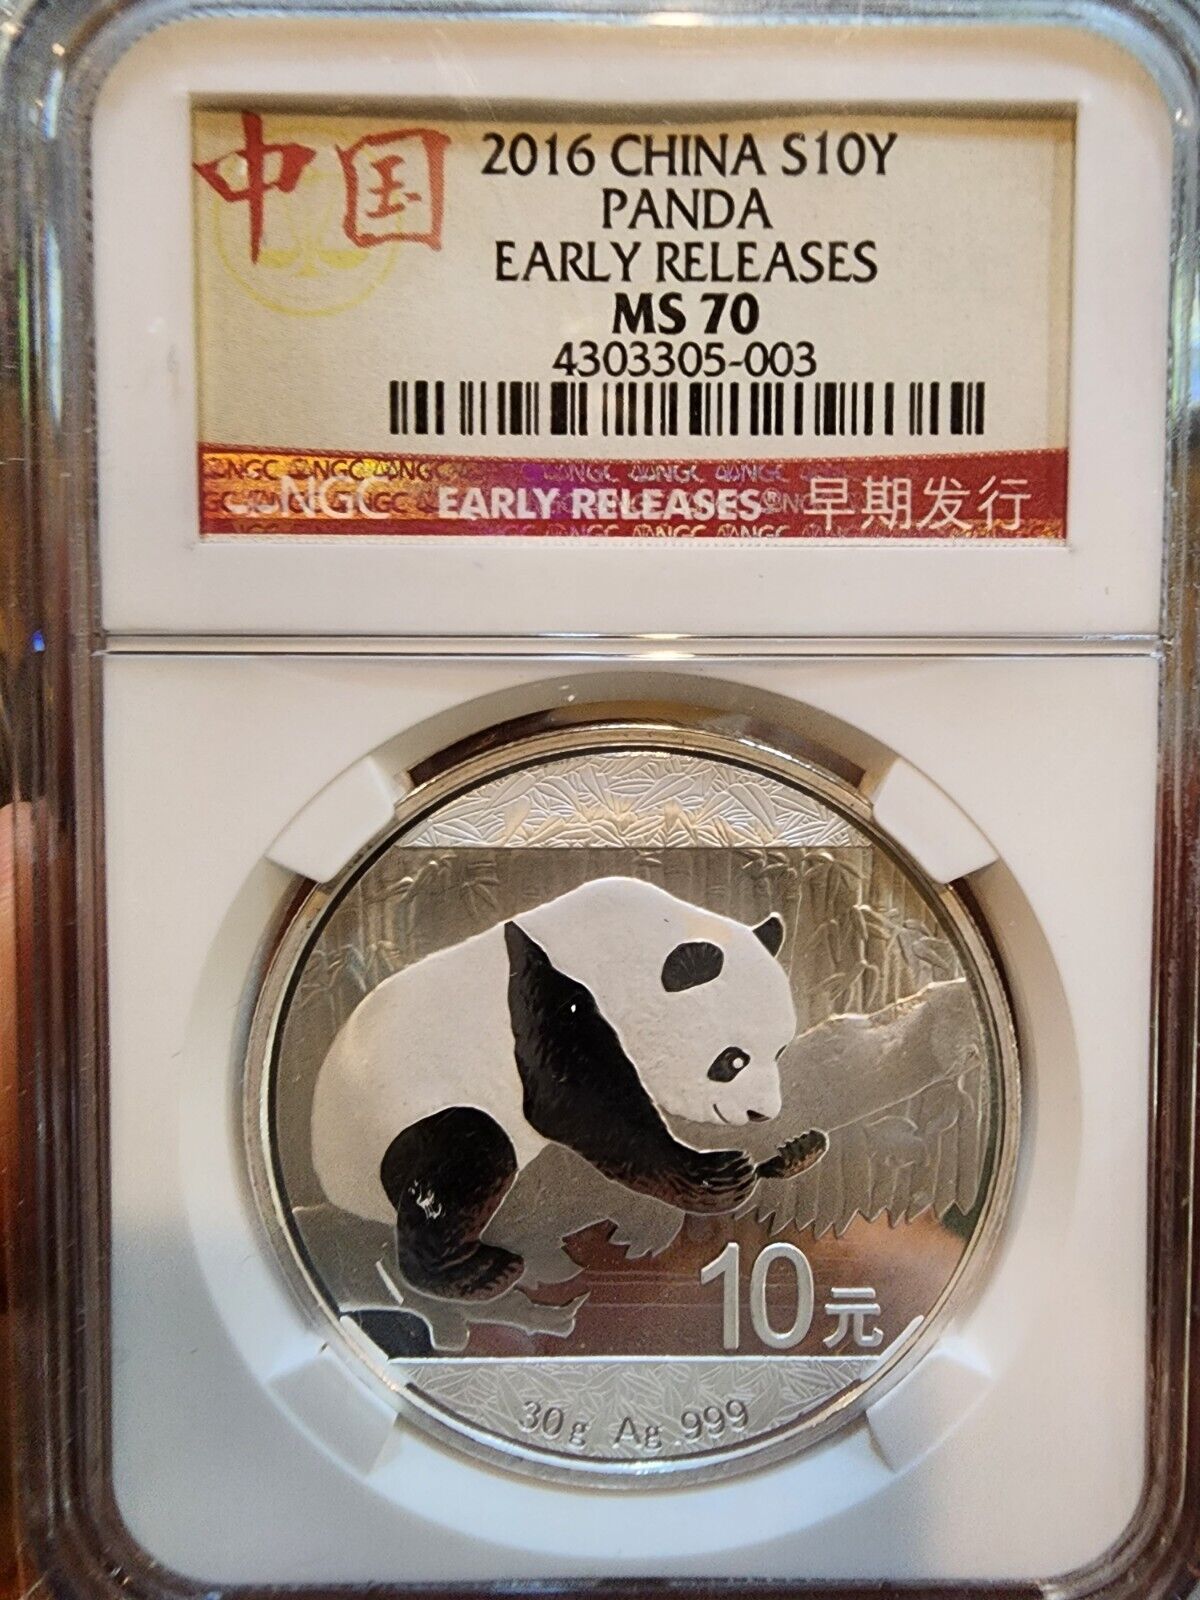 中国
2016 CHINA S10Y
PANDA
EARLY RELEASES
MS 70
4303305-003
NGC EARLY RELEASES® 早期发行
10元
30g Ag .999